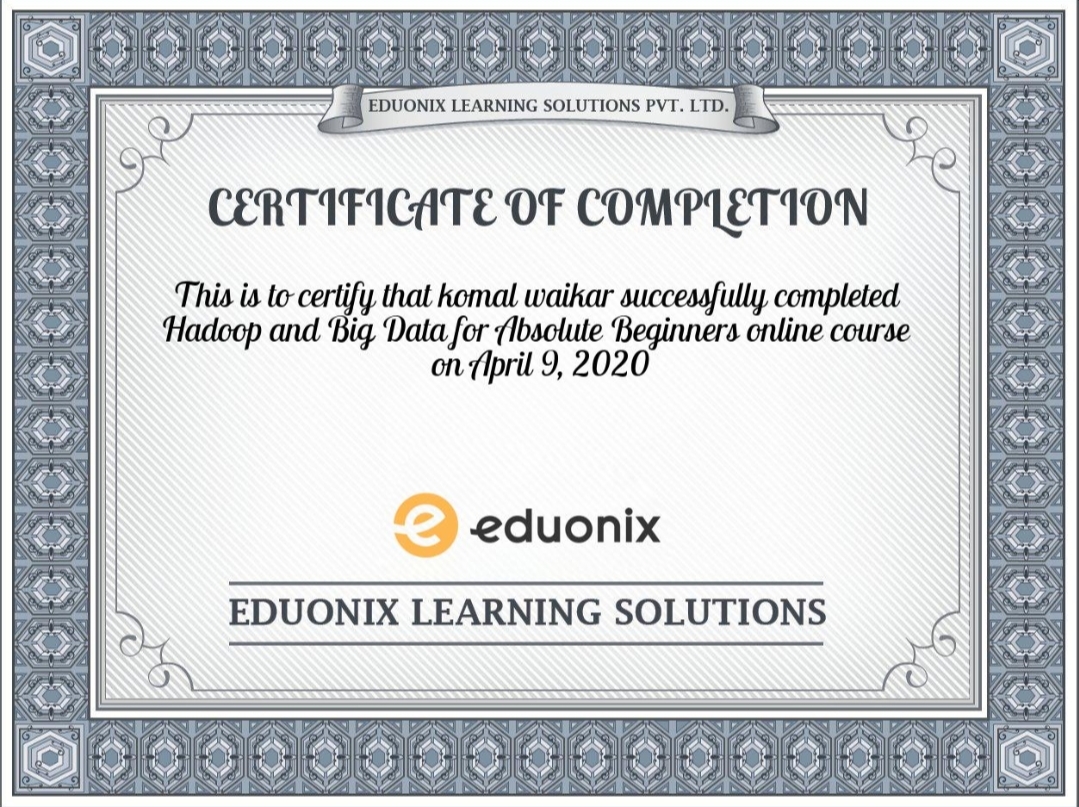 EDUONIX LEARNING SOLUTIONS PVT. LTD.
CERTIFICATE OF COMPLETION
This is to certify that komal waikar successfully completed
Hadoop and Big Data for Absolute Beginners online course
on April 9, 2020
eduonix
EDUONIX LEARNING SOLUTIONS